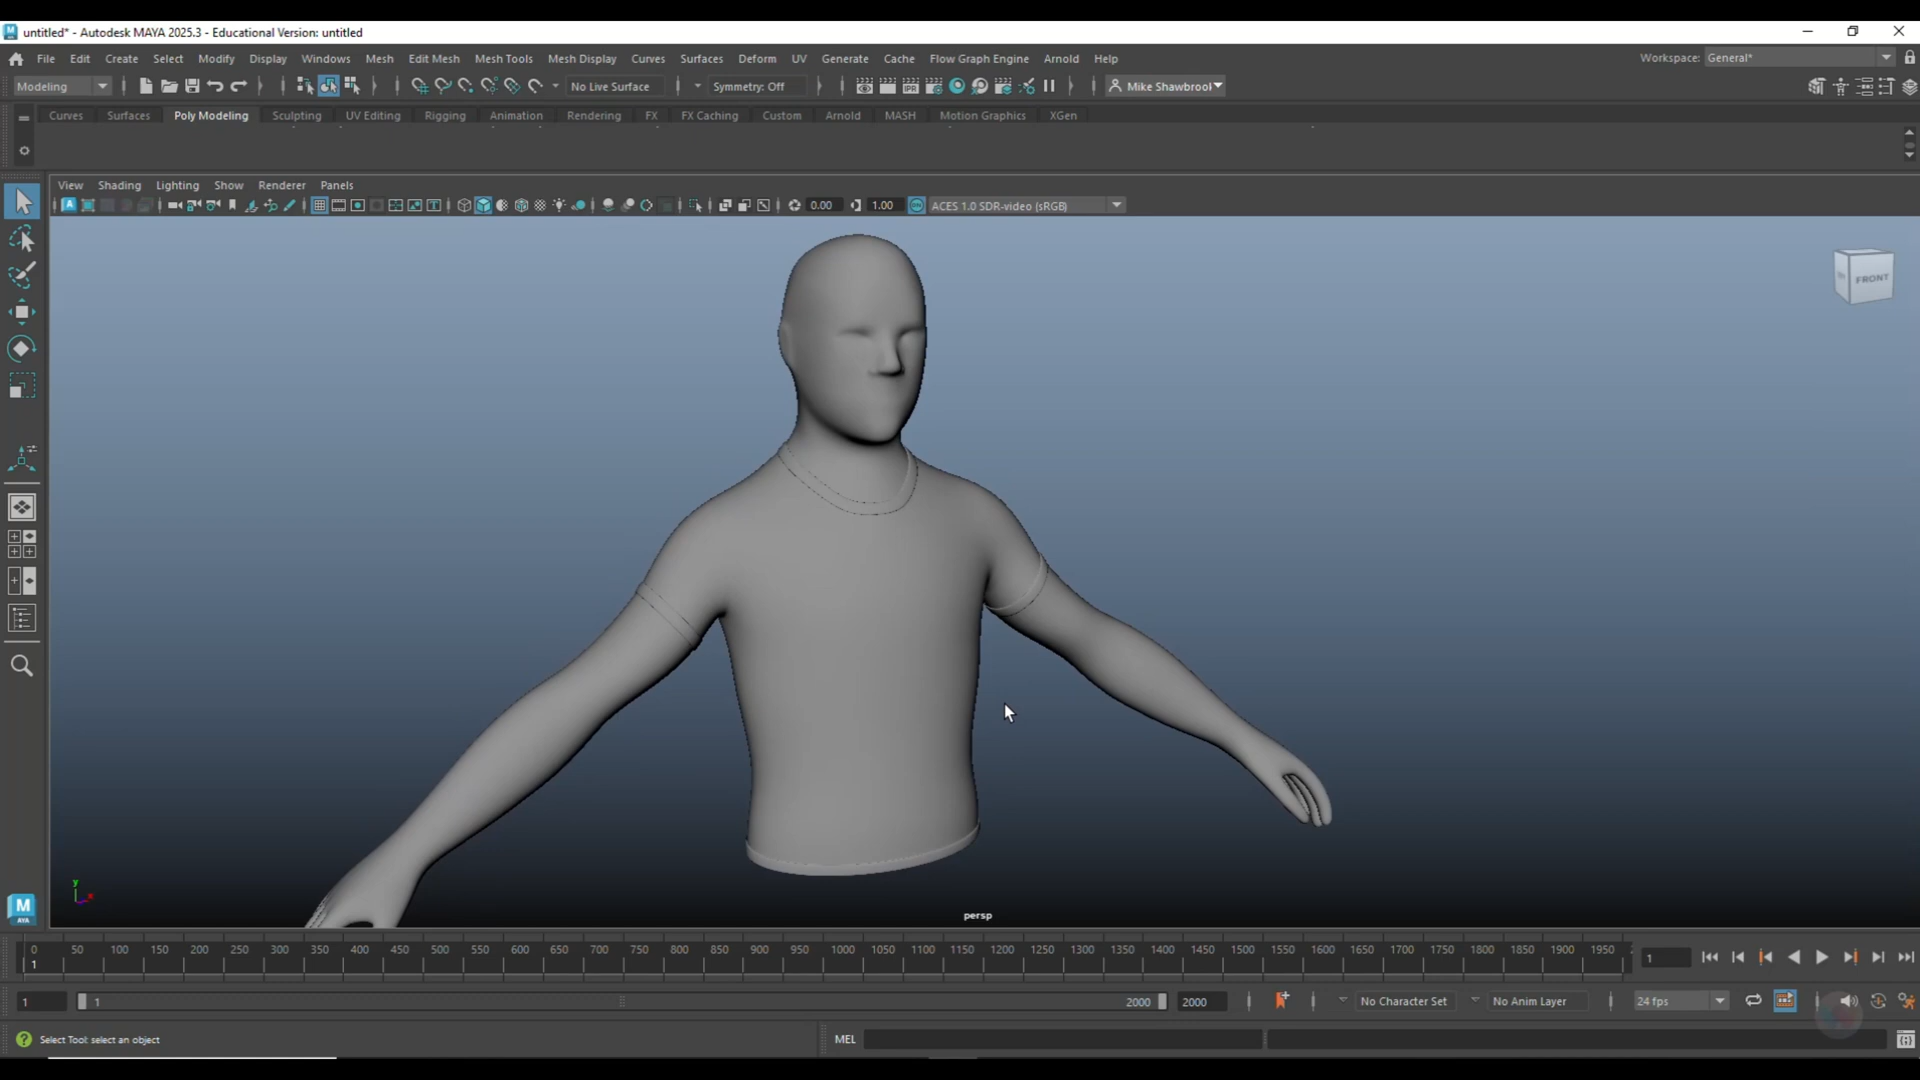 untitled* - Autodesk MAYA 2025.3 - Educational Version: untitled
File Edit Create Select Modify Display Windows Mesh Edit Mesh Mesh Tools Mesh Display Curves Surfaces Deform UV Generate Cache Flow Graph Engine Arnold Help Workspace: General*
Modeling No Live Surface Symmetry: Off IPR Mike Shawbrool
Curves Surfaces Poly Modeling Sculpting UV Editing Rigging Animation Rendering FX FX Caching Custom Arnold MASH Motion Graphics XGen
View Shading Lighting Show Renderer Panels
0.00 1.00 ACES 1.0 SDR-video (sRGB)
FRONT
y
x
M
AYA
persp
0 50 100 150 200 250 300 350 400 450 500 550 600 650 700 750 800 850 900 950 1000 1050 1100 1150 1200 1250 1300 1350 1400 1450 1500 1550 1600 1650 1700 1750 1800 1850 1900 1950
1 1
1 1 2000 2000 No Character Set No Anim Layer 24 fps
Select Tool: select an object MEL